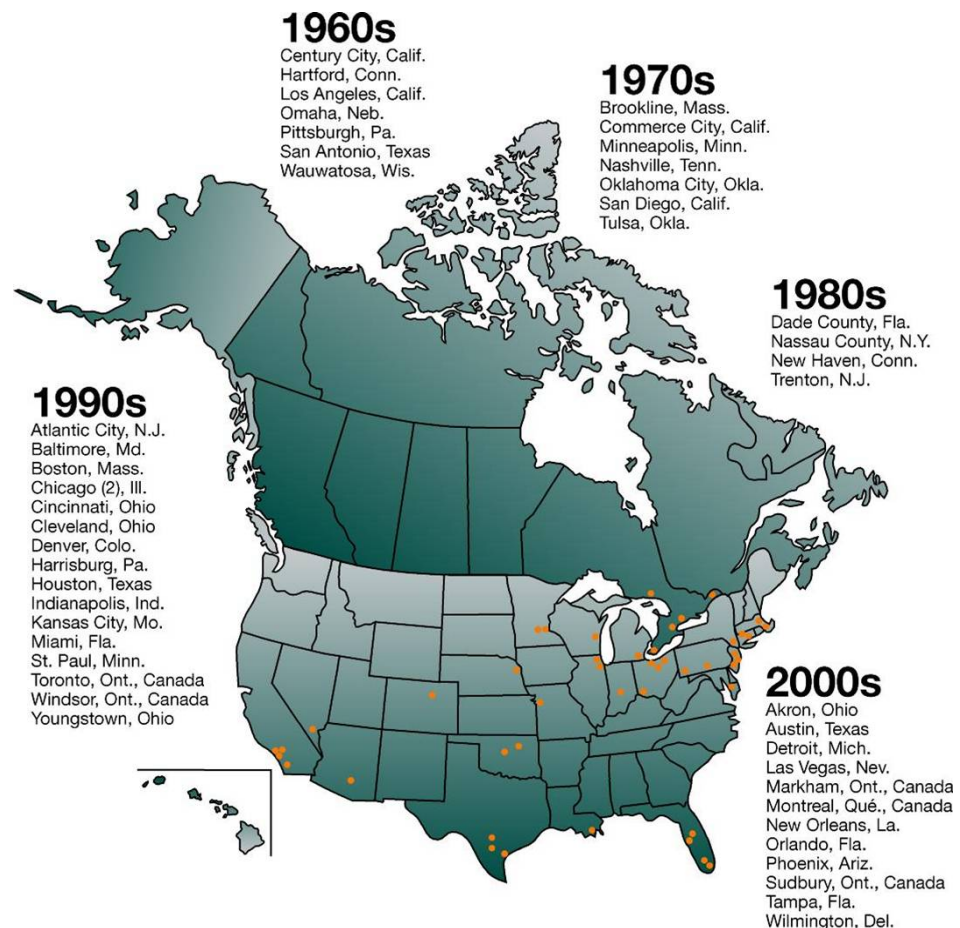 1960s
Century City, Calif.
Hartford, Conn.
Los Angeles, Calif.
Omaha, Neb.
Pittsburgh, Pa.
San Antonio, Texas
Wauwatosa, Wis.
1970s
Brookline, Mass.
Commerce City, Calif.
Minneapolis, Minn.
Nashville, Tenn.
Oklahoma City, Okla.
San Diego, Calif.
Tulsa, Okla.
1980s
Dade County, Fla.
Nassau County, N.Y.
New Haven, Conn.
Trenton, N.J.
1990s
Atlantic City, N.J.
Baltimore, Md.
Boston, Mass.
Chicago (2), Ill.
Cincinnati, Ohio
Cleveland, Ohio
Denver, Colo.
Harrisburg, Pa.
Houston, Texas
Indianapolis, Ind.
Kansas City, Mo.
Miami, Fla.
St. Paul, Minn.
Toronto, Ont., Canada
Windsor, Ont., Canada
Youngstown, Ohio
2000s
Akron, Ohio
Austin, Texas
Detroit, Mich.
Las Vegas, Nev.
Markham, Ont., Canada
Montreal, Qué., Canada
New Orleans, La.
Orlando, Fla.
Phoenix, Ariz.
Sudbury, Ont., Canada
Tampa, Fla.
Wilmington, Del.